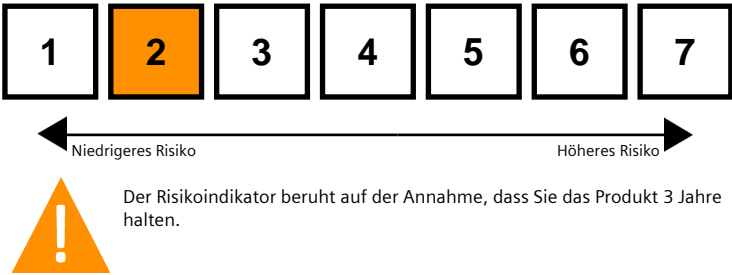 1 2 3 4 5 6 7
Niedrigeres Risiko Höheres Risiko
Der Risikoindikator beruht auf der Annahme, dass Sie das Produkt 3 Jahre
halten.
!